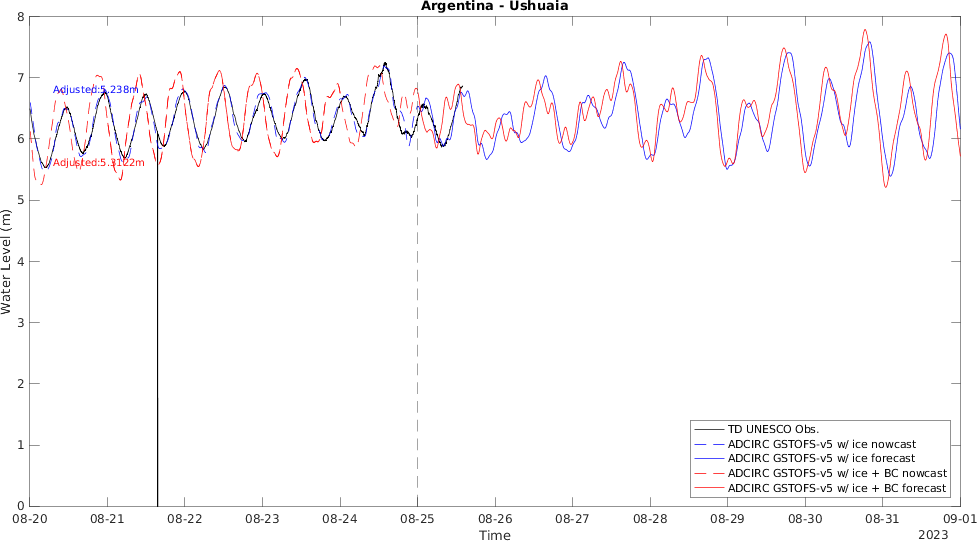 Argentina - Ushuaia
8
7
6
5
4
3
2
1
0
Water Level (m)
Adjusted:5.238m
Adjusted:5.3122m
TD UNESCO Obs.
ADCIRC GSTOFS-v5 w/ ice nowcast
ADCIRC GSTOFS-v5 w/ ice forecast
ADCIRC GSTOFS-v5 w/ ice + BC nowcast
ADCIRC GSTOFS-v5 w/ ice + BC forecast
08-20 08-21 08-22 08-23 08-24 08-25 08-26 08-27 08-28 08-29 08-30 08-31 09-01
Time
2023